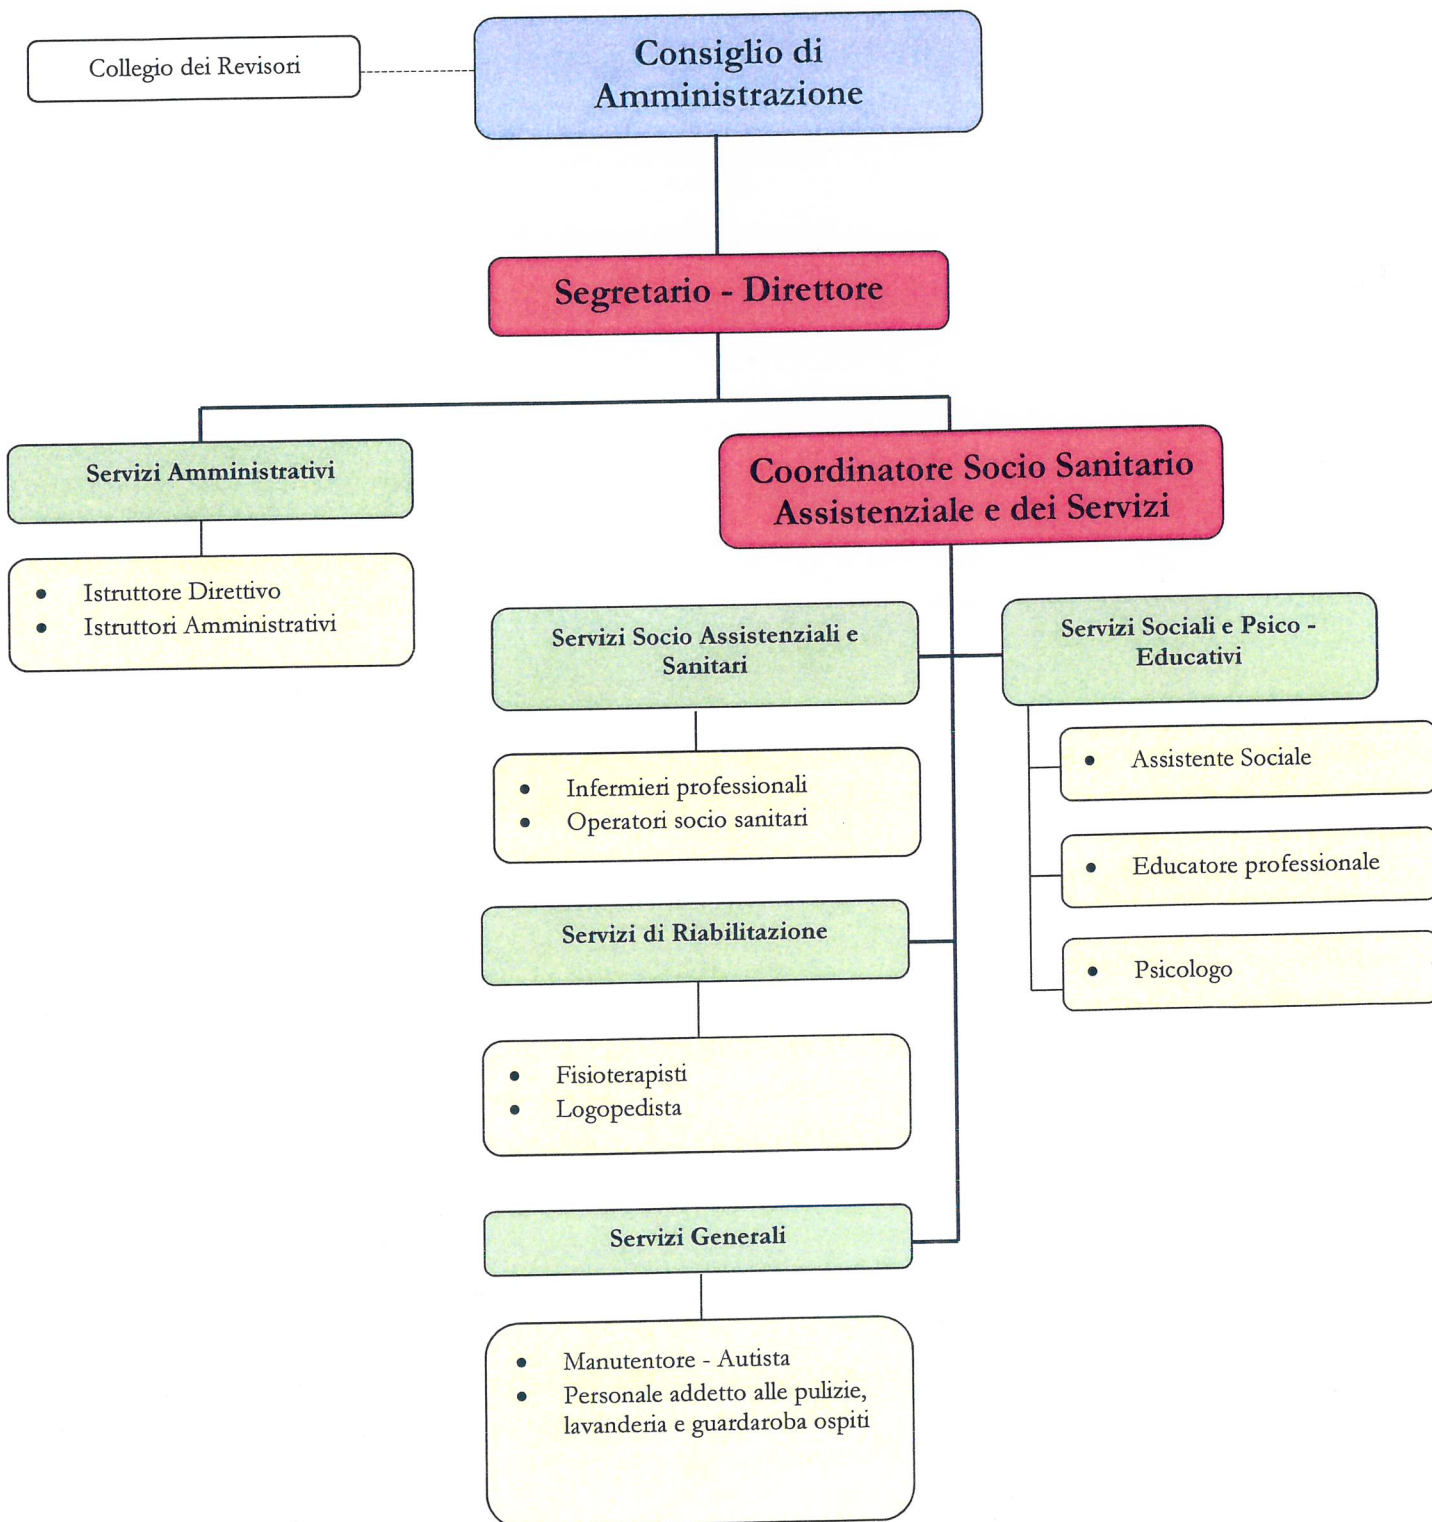 Collegio dei Revisori
Consiglio di
Amministrazione
Segretario - Direttore
Servizi Amministrativi
Coordinatore Socio Sanitario
Assistenziale e dei Servizi
• Istruttore Direttivo
• Istruttori Amministrativi
Servizi Socio Assistenziali e
Sanitari
Servizi Sociali e Psico -
Educativi
• Infermieri professionali
• Operatori socio sanitari
• Assistente Sociale
• Educatore professionale
• Psicologo
Servizi di Riabilitazione
• Fisioterapisti
• Logopedista
Servizi Generali
• Manutentore - Autista
• Personale addetto alle pulizie,
lavanderia e guardaroba ospiti